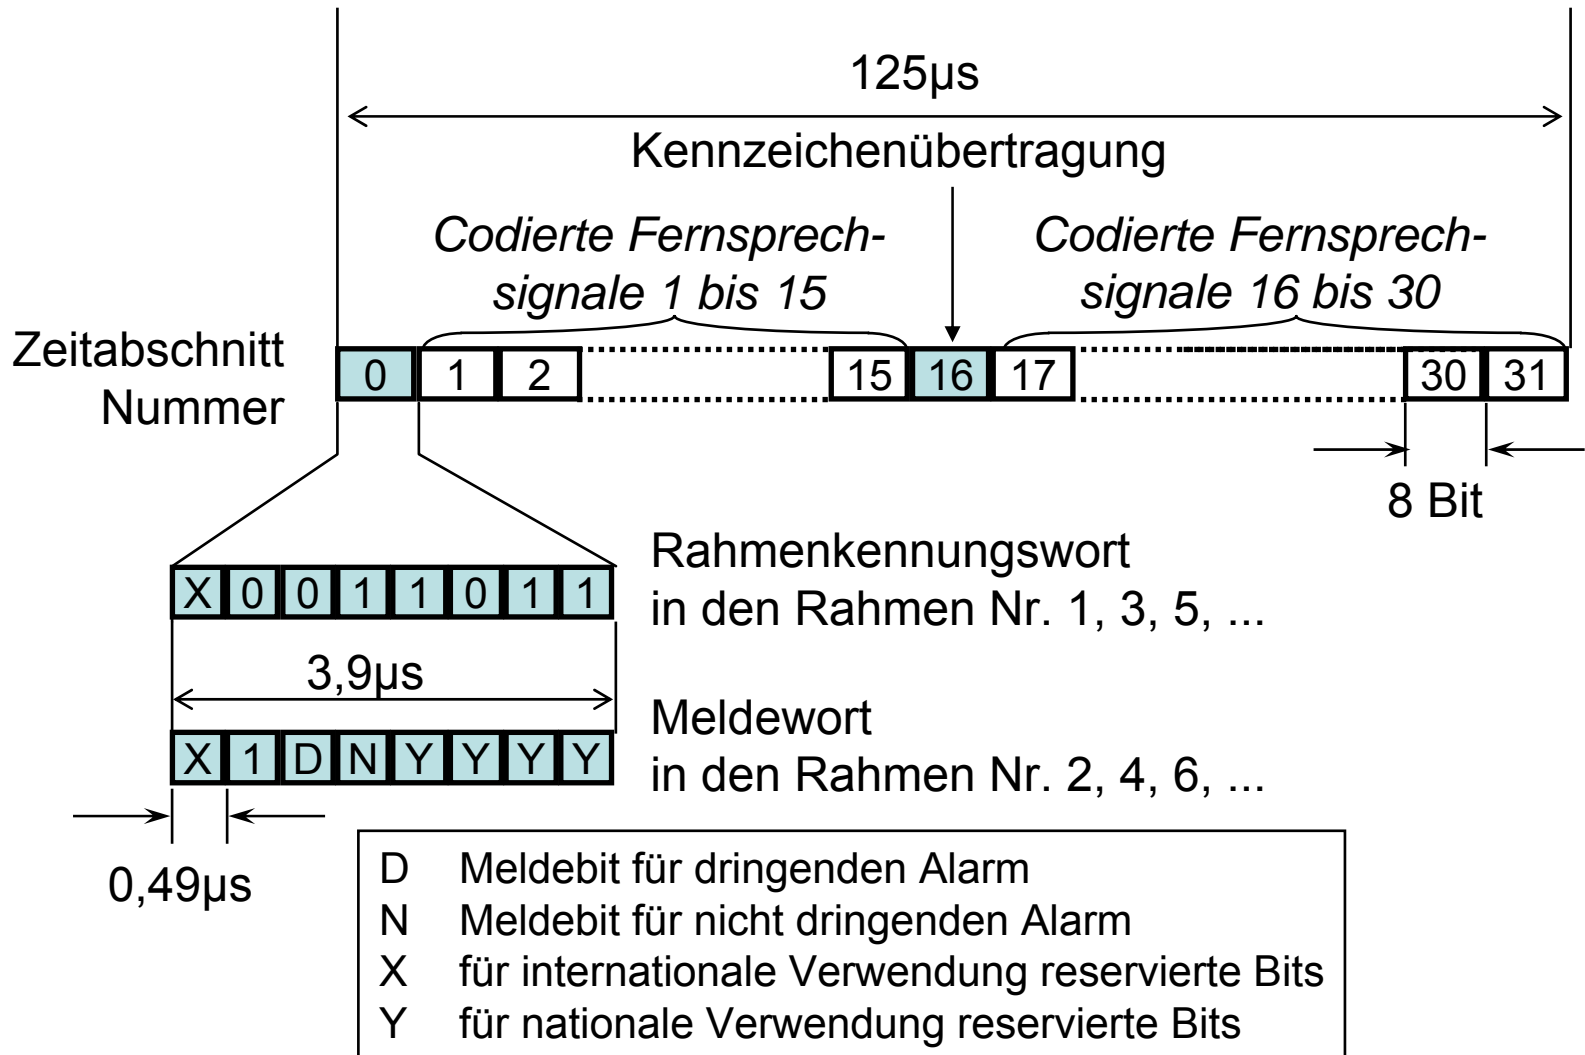 125µs
Kennzeichenübertragung
Codierte Fernsprech-
signale 1 bis 15
Codierte Fernsprech-
signale 16 bis 30
Zeitabschnitt
Nummer
0 1 2 15 16 17 30 31
8 Bit
Rahmenkennungswort
in den Rahmen Nr. 1, 3, 5, ...
X 0 0 1 1 0 1 1
3,9µs
Meldewort
in den Rahmen Nr. 2, 4, 6, ...
X 1 D N Y Y Y Y
0,49µs
D Meldebit für dringenden Alarm
N Meldebit für nicht dringenden Alarm
X für internationale Verwendung reservierte Bits
Y für nationale Verwendung reservierte Bits